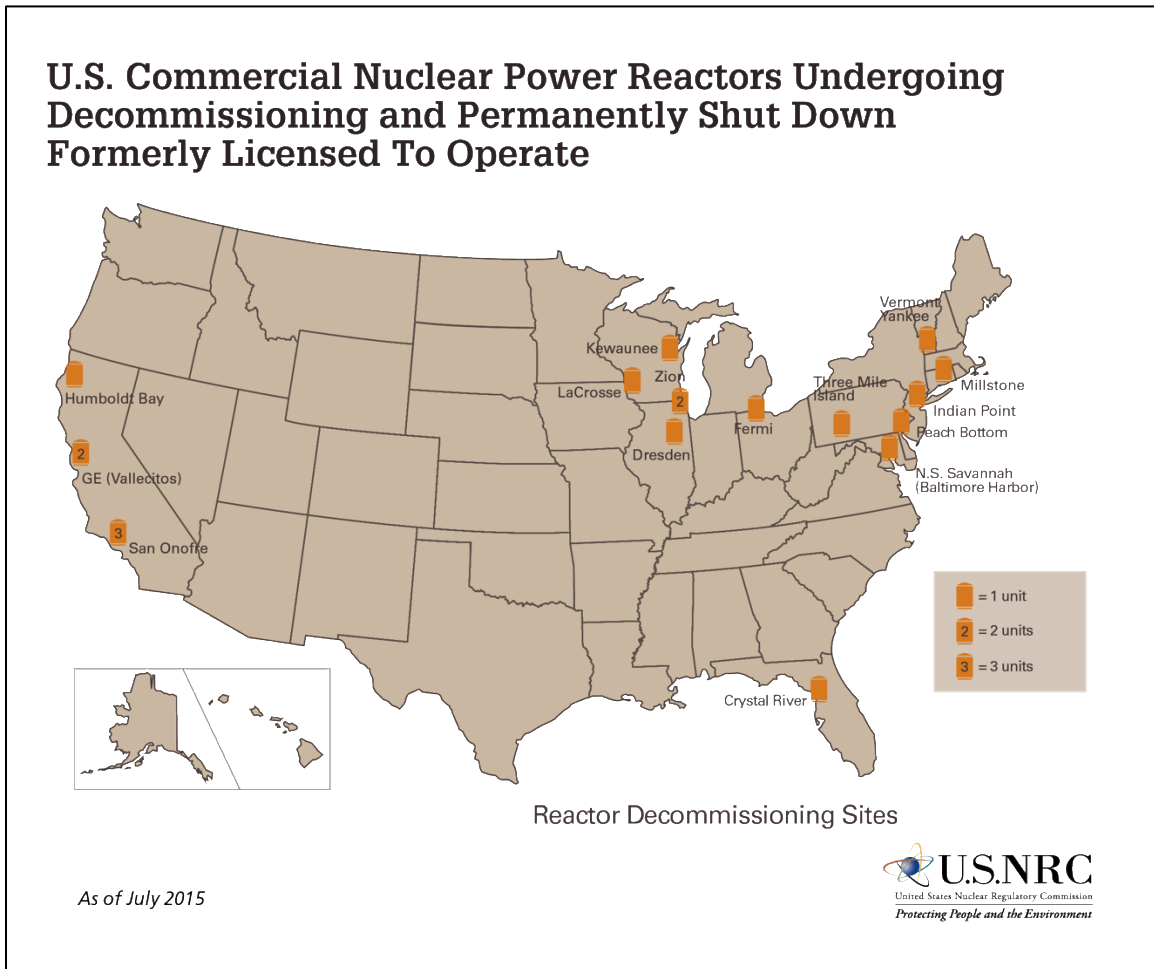 U.S. Commercial Nuclear Power Reactors Undergoing
Decommissioning and Permanently Shut Down
Formerly Licensed To Operate
Vermont
Yankee
Kewaunee
Zion
LaCrosse
2
Three Mile
Island
Millstone
Humboldt Bay
Indian Point
Fermi
Peach Bottom
Dresden
2
GE (Vallecitos)
N.S. Savannah
(Baltimore Harbor)
3
San Onofre
= 1 unit
2 = 2 units
3 = 3 units
Crystal River
Reactor Decommissioning Sites
As of July 2015
U.S.NRC
United States Nuclear Regulatory Commission
Protecting People and the Environment